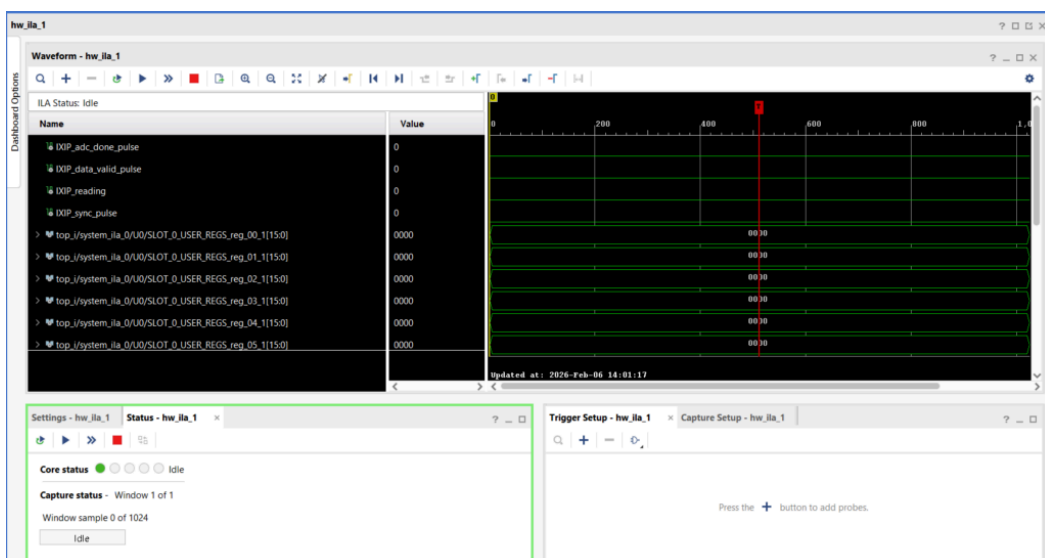 hw_ila_1
Dashboard Options
Waveform - hw_ila_1
ILA Status: Idle
Name Value
0
T
0 200 400 600 800 1,0
IXIP_adc_done_pulse 0
IXIP_data_valid_pulse 0
IXIP_reading 0
IXIP_sync_pulse 0
top_i/system_ila_0/U0/SLOT_0_USER_REGS_reg_00_1[15:0] 0000 0000
top_i/system_ila_0/U0/SLOT_0_USER_REGS_reg_01_1[15:0] 0000 0000
top_i/system_ila_0/U0/SLOT_0_USER_REGS_reg_02_1[15:0] 0000 0000
top_i/system_ila_0/U0/SLOT_0_USER_REGS_reg_03_1[15:0] 0000 0000
top_i/system_ila_0/U0/SLOT_0_USER_REGS_reg_04_1[15:0] 0000 0000
top_i/system_ila_0/U0/SLOT_0_USER_REGS_reg_05_1[15:0] 0000 0000
Updated at: 2026-Feb-06 14:01:17
Settings - hw_ila_1 Status - hw_ila_1
Core status Idle
Capture status - Window 1 of 1
Window sample 0 of 1024
Idle
Trigger Setup - hw_ila_1 Capture Setup - hw_ila_1
Press the + button to add probes.